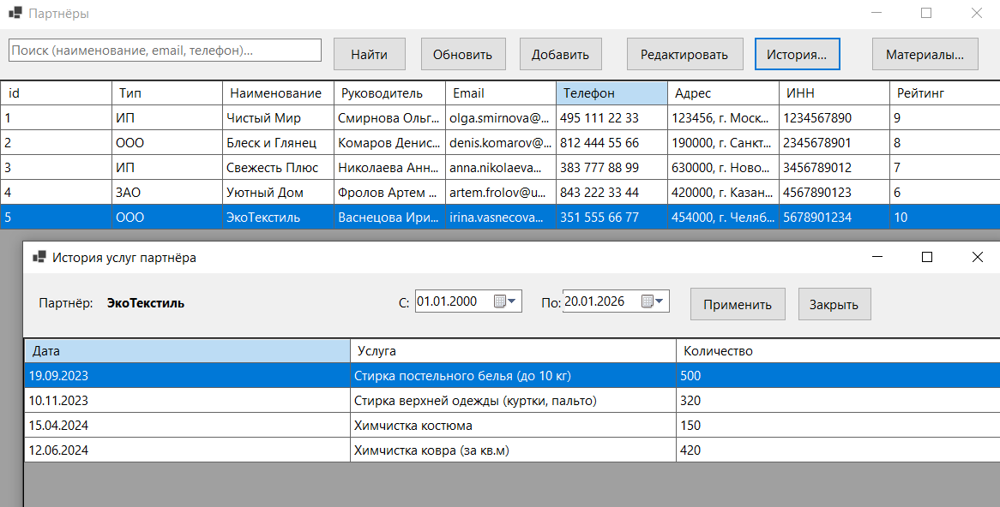 Партнёры
Поиск (наименование, email, телефон)... Найти Обновить Добавить Редактировать История... Материалы...
id Тип Наименование Руководитель Email Телефон Адрес ИНН Рейтинг
1 ИП Чистый Мир Смирнова Ольг... olga.smirnova@... 495 111 22 33 123456, г. Моск... 1234567890 9
2 ООО Блеск и Глянец Комаров Денис... denis.komarov@... 812 444 55 66 190000, г. Санкт... 2345678901 8
3 ИП Свежесть Плюс Николаева Анн... anna.nikolaeva... 383 777 88 99 630000, г. Ново... 3456789012 7
4 ЗАО Уютный Дом Фролов Артем ... artem.frolov@u... 843 222 33 44 420000, г. Казан... 4567890123 6
5 ООО ЭкоТекстиль Васнецова Ири... irina.vasnecova... 351 555 66 77 454000, г. Челяб... 5678901234 10
История услуг партнёра
Партнёр: ЭкоТекстиль С: 01.01.2000 По: 20.01.2026 Применить Закрыть
Дата Услуга Количество
19.09.2023 Стирка постельного белья (до 10 кг) 500
10.11.2023 Стирка верхней одежды (куртки, пальто) 320
15.04.2024 Химчистка костюма 150
12.06.2024 Химчистка ковра (за кв.м) 420